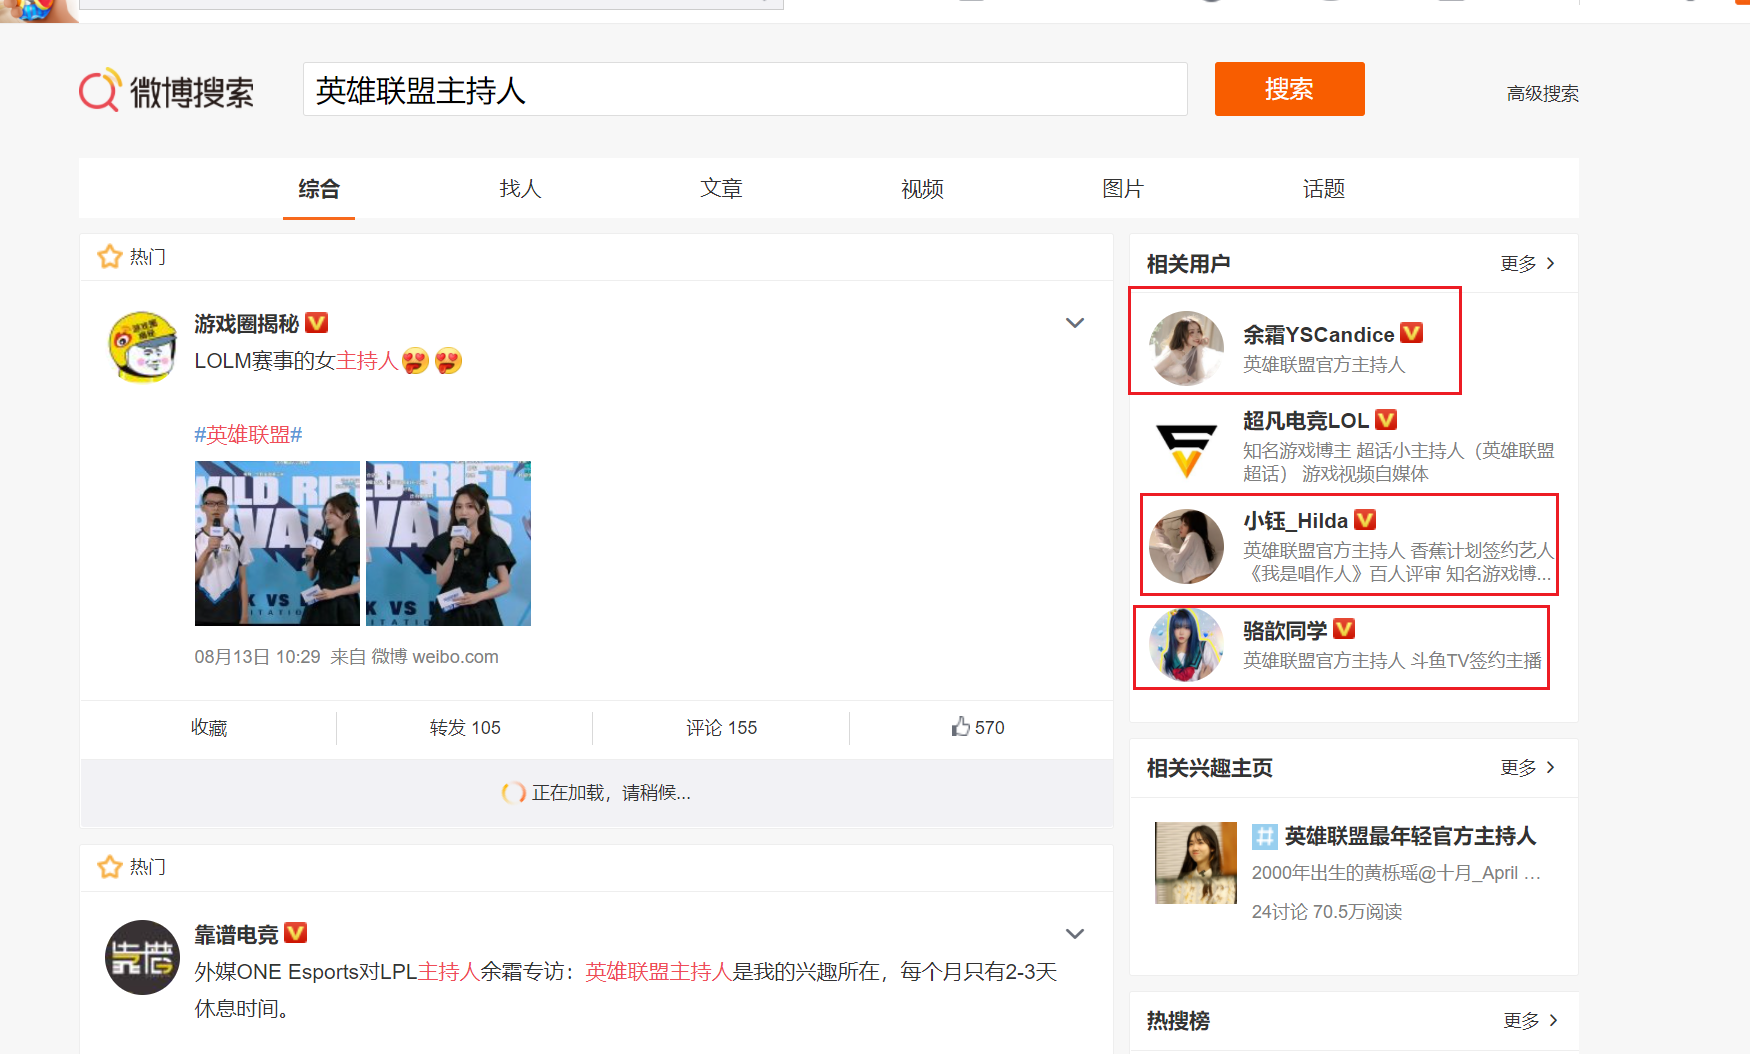 微博搜索
英雄联盟主持人
搜索
高级搜索
综合
找人
文章
视频
图片
话题
热门
游戏圈揭秘
LOLM赛事的女主持人
#英雄联盟#
08月13日 10:29 来自 微博 weibo.com
收藏
转发 105
评论 155
570
正在加载，请稍候...
热门
靠谱电竞
外媒ONE Esports对LPL主持人余霜专访：英雄联盟主持人是我的兴趣所在，每个月只有2-3天
休息时间。
相关用户
更多
余霜YSCandice
英雄联盟官方主持人
超凡电竞LOL
知名游戏博主 超话小主持人（英雄联盟
超话） 游戏视频自媒体
小钰_Hilda
英雄联盟官方主持人 香蕉计划签约艺人
《我是唱作人》百人评审 知名游戏博...
骆歆同学
英雄联盟官方主持人 斗鱼TV签约主播
相关兴趣主页
更多
英雄联盟最年轻官方主持人
2000年出生的黄栎瑶@十月_April ...
24讨论 70.5万阅读
热搜榜
更多